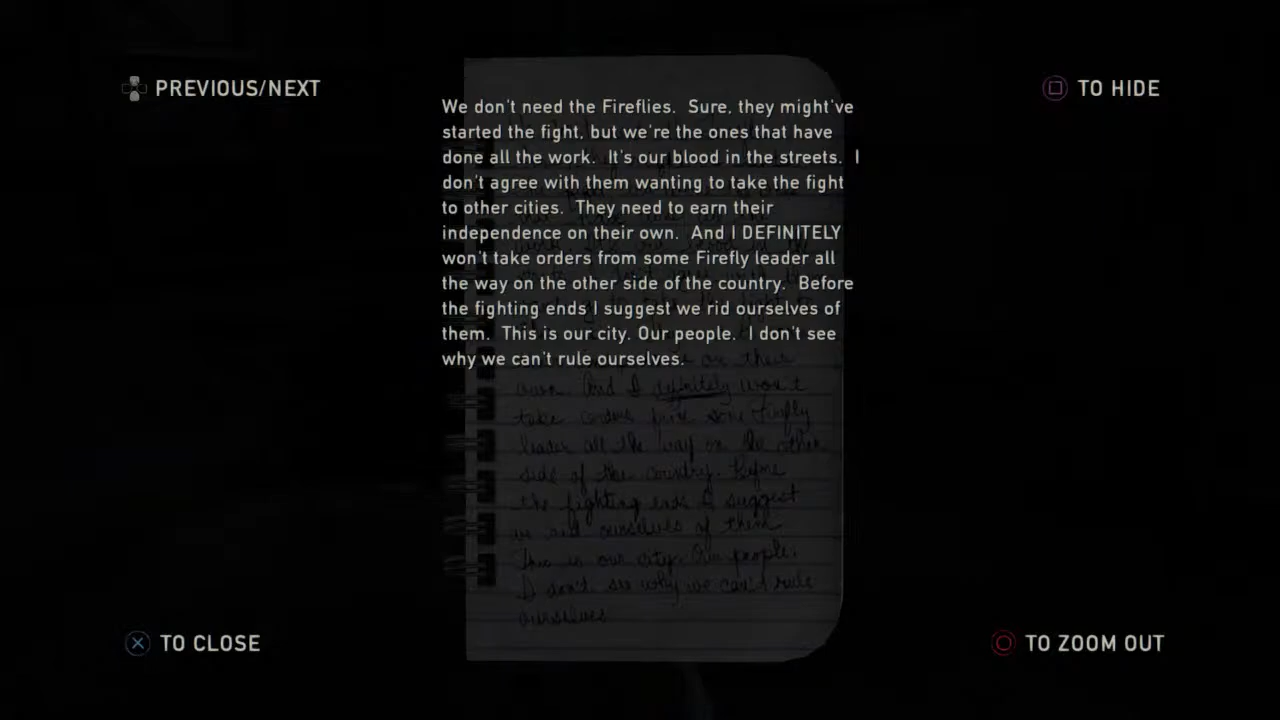 PREVIOUS/NEXT
TO HIDE
We don't need the Fireflies. Sure, they might've
started the fight, but we're the ones that have
done all the work. It's our blood in the streets. I
don't agree with them wanting to take the fight
to other cities. They need to earn their
independence on their own. And I DEFINITELY
won't take orders from some Firefly leader all
the way on the other side of the country. Before
the fighting ends I suggest we rid ourselves of
them. This is our city. Our people. I don't see
why we can't rule ourselves.
own. And I definitely won't
take orders from some Firefly
leader all the way on the other
side of the country. Before
the fighting ends I suggest
we rid ourselves of them.
This is our city. Our people.
I don't see why we can't rule
ourselves.
TO CLOSE
TO ZOOM OUT